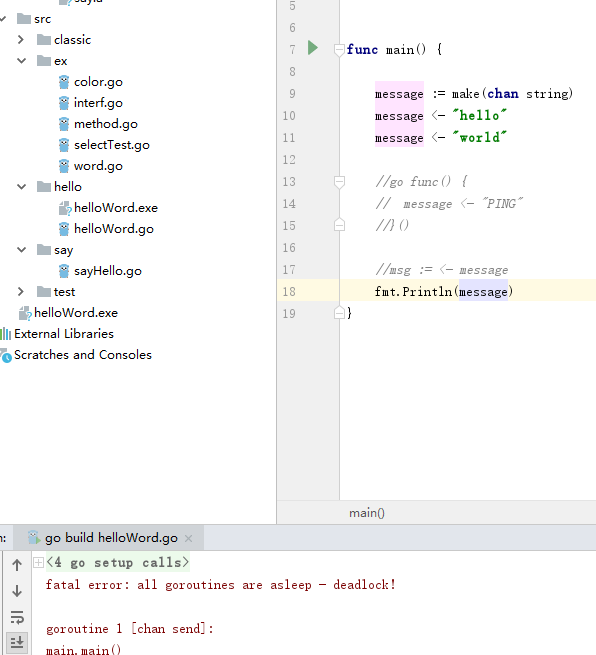 src
classic
ex
color.go
interf.go
method.go
selectTest.go
word.go
hello
helloWord.exe
helloWord.go
say
sayHello.go
test
helloWord.exe
External Libraries
Scratches and Consoles
5
6
7 func main() {
8
9 message := make(chan string)
10 message <- "hello"
11 message <- "world"
12
13 //go func() {
14 // message <- "PING"
15 //}()
16
17 //msg := <- message
18 fmt.Println(message)
19 }
main()
go build helloWord.go
<4 go setup calls>
fatal error: all goroutines are asleep - deadlock!
goroutine 1 [chan send]:
main.main()